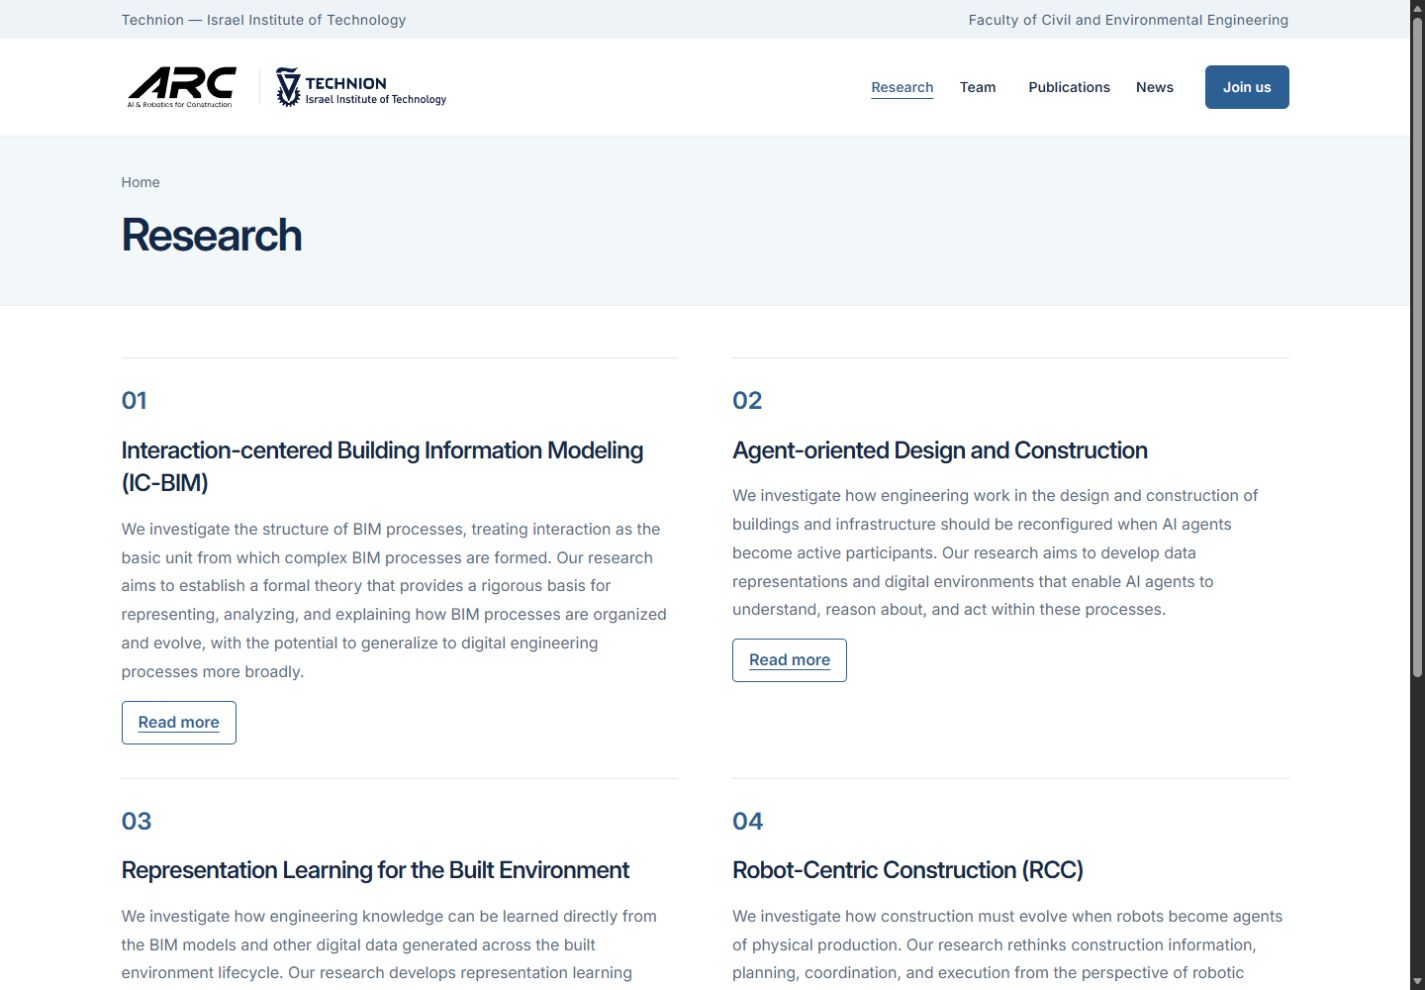 Technion — Israel Institute of Technology
Faculty of Civil and Environmental Engineering
ARC
AI & Robotics for Construction
TECHNION
Israel Institute of Technology
Research
Team
Publications
News
Join us
Home
Research
01
Interaction-centered Building Information Modeling
(IC-BIM)
We investigate the structure of BIM processes, treating interaction as the
basic unit from which complex BIM processes are formed. Our research
aims to establish a formal theory that provides a rigorous basis for
representing, analyzing, and explaining how BIM processes are organized
and evolve, with the potential to generalize to digital engineering
processes more broadly.
Read more
02
Agent-oriented Design and Construction
We investigate how engineering work in the design and construction of
buildings and infrastructure should be reconfigured when AI agents
become active participants. Our research aims to develop data
representations and digital environments that enable AI agents to
understand, reason about, and act within these processes.
Read more
03
Representation Learning for the Built Environment
We investigate how engineering knowledge can be learned directly from
the BIM models and other digital data generated across the built
environment lifecycle. Our research develops representation learning
04
Robot-Centric Construction (RCC)
We investigate how construction must evolve when robots become agents
of physical production. Our research rethinks construction information,
planning, coordination, and execution from the perspective of robotic